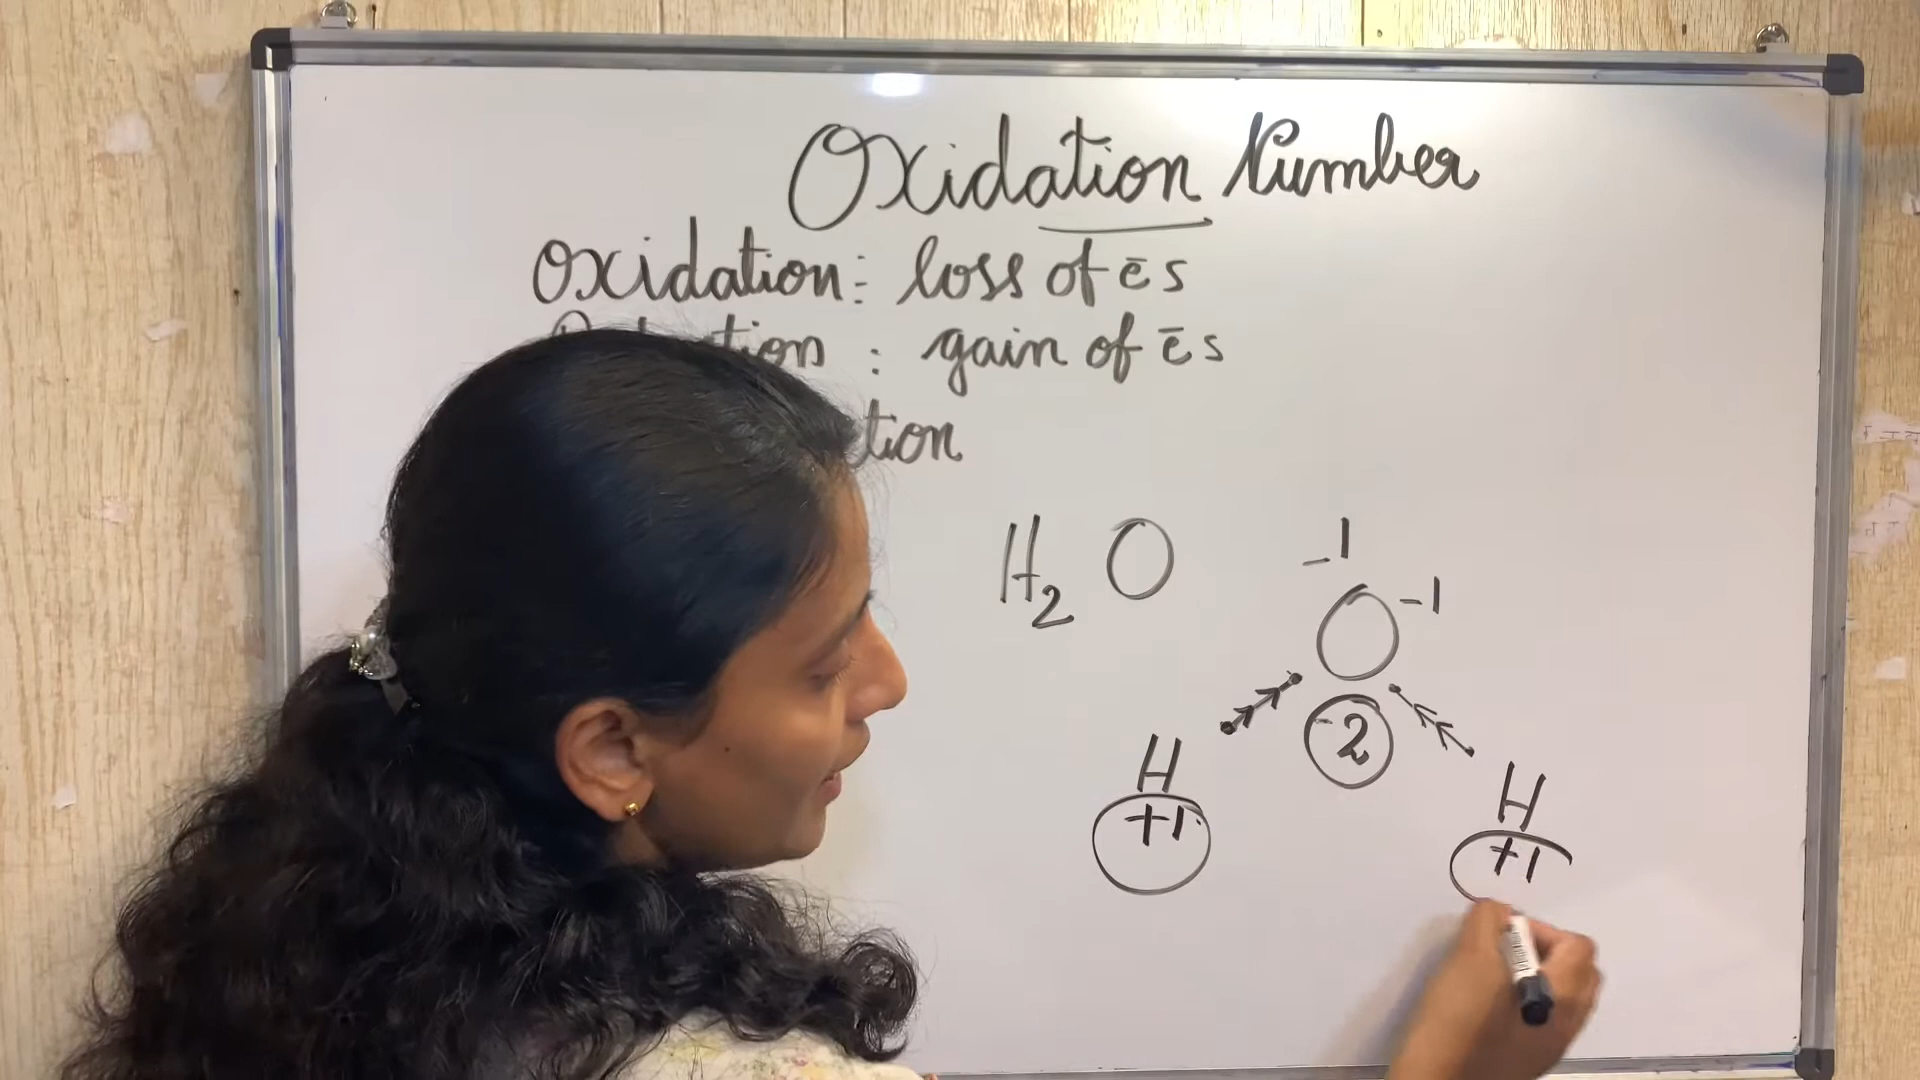 Oxidation Number
Oxidation: loss of ēs
: gain of ēs
H2O
-1
O -1
-2
H
+1
H
+1